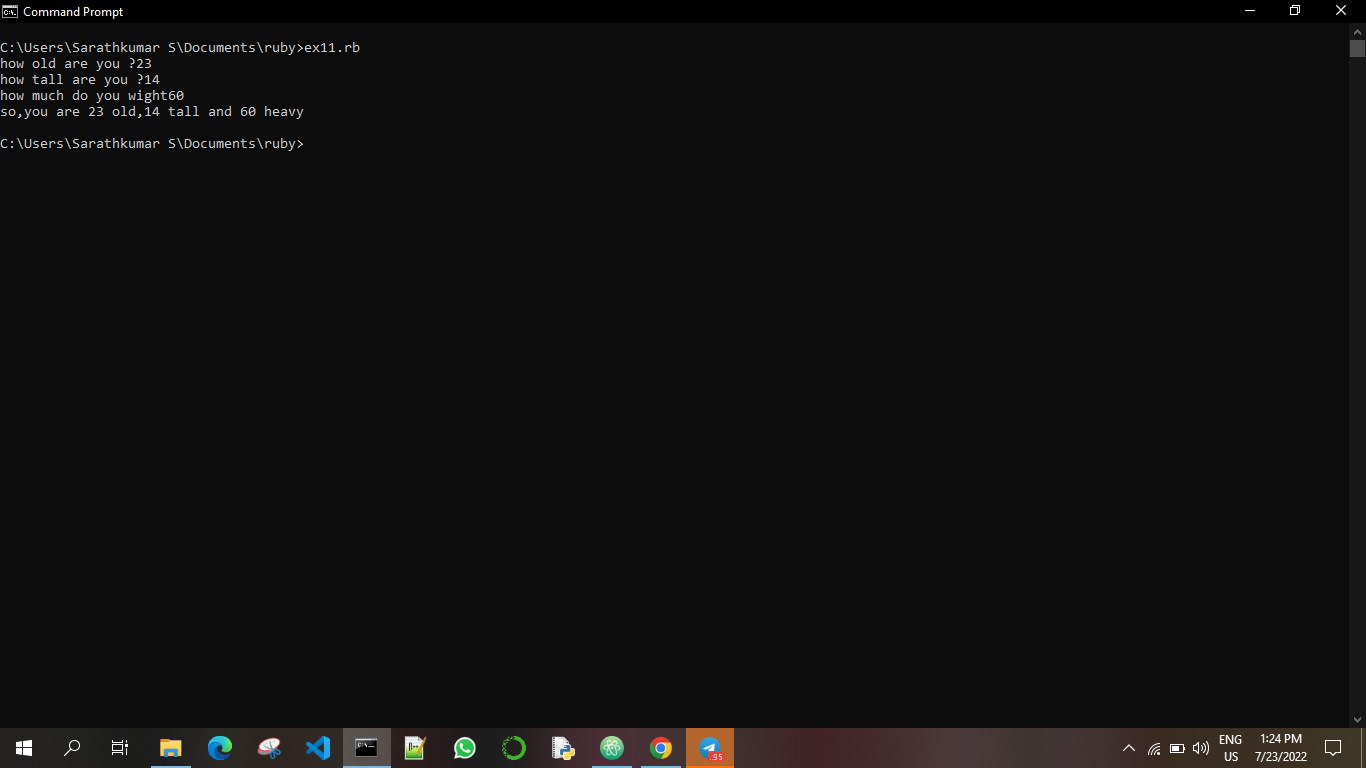 Command Prompt
C:\Users\Sarathkumar S\Documents\ruby>ex11.rb
how old are you ?23
how tall are you ?14
how much do you wight60
so,you are 23 old,14 tall and 60 heavy
C:\Users\Sarathkumar S\Documents\ruby>
ENG
US
1:24 PM
7/23/2022
.95